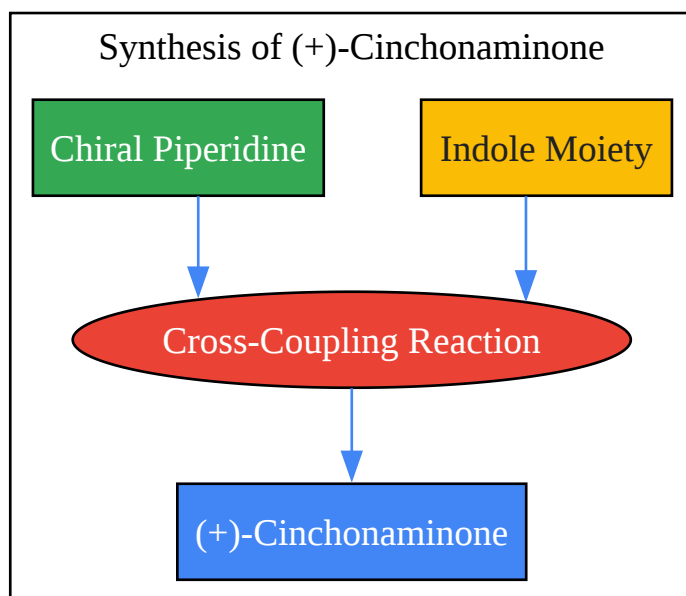 Synthesis of (+)-Cinchonaminone
Chiral Piperidine
Indole Moiety
Cross-Coupling Reaction
(+)-Cinchonaminone